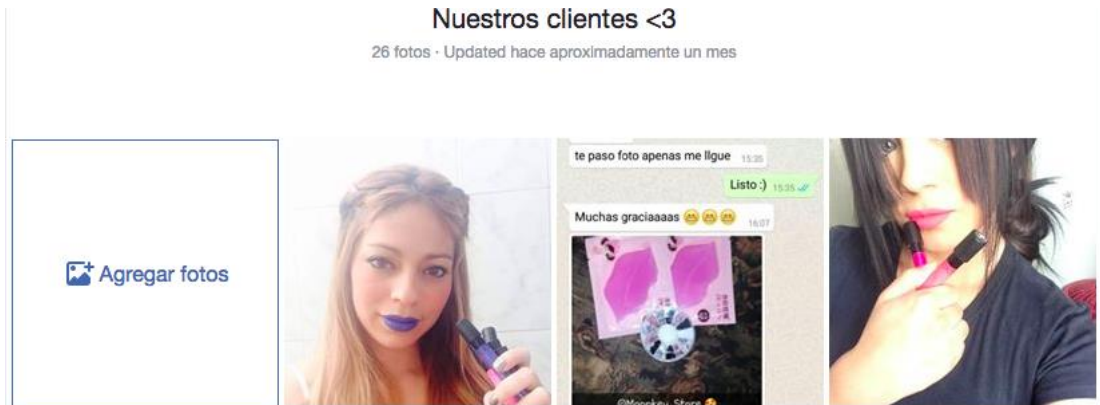 Nuestros clientes <3
26 fotos · Updated hace aproximadamente un mes
Agregar fotos
te paso foto apenas me llgue 15:35
Listo :) 15:35
Muchas graciaaaas 😁😁😁 16:07
@Moonkey_Store